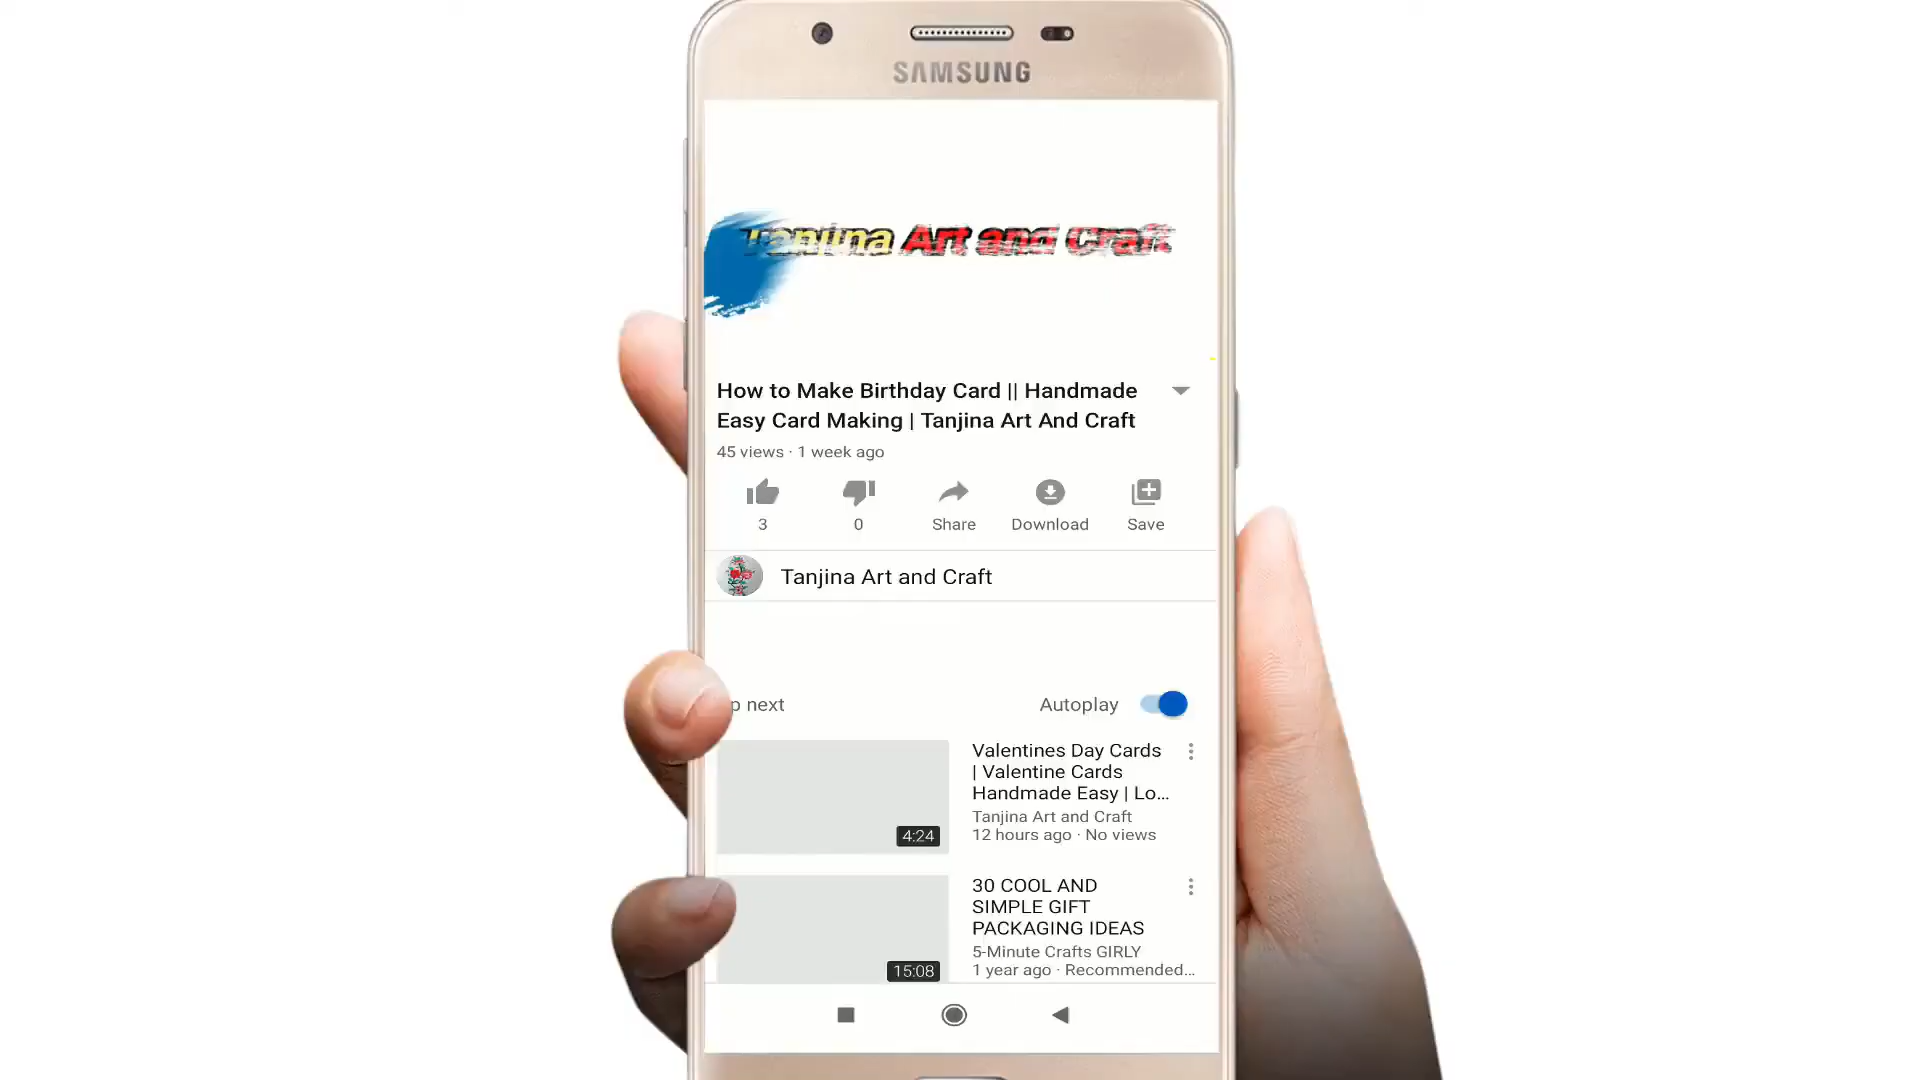 SAMSUNG
Tanjina Art and Craft
How to Make Birthday Card || Handmade
Easy Card Making | Tanjina Art And Craft
45 views · 1 week ago
3
0
Share
Download
Save
Tanjina Art and Craft
p next
Autoplay
Valentines Day Cards
| Valentine Cards
Handmade Easy | Lo...
Tanjina Art and Craft
12 hours ago · No views
4:24
30 COOL AND
SIMPLE GIFT
PACKAGING IDEAS
5-Minute Crafts GIRLY
1 year ago · Recommended...
15:08